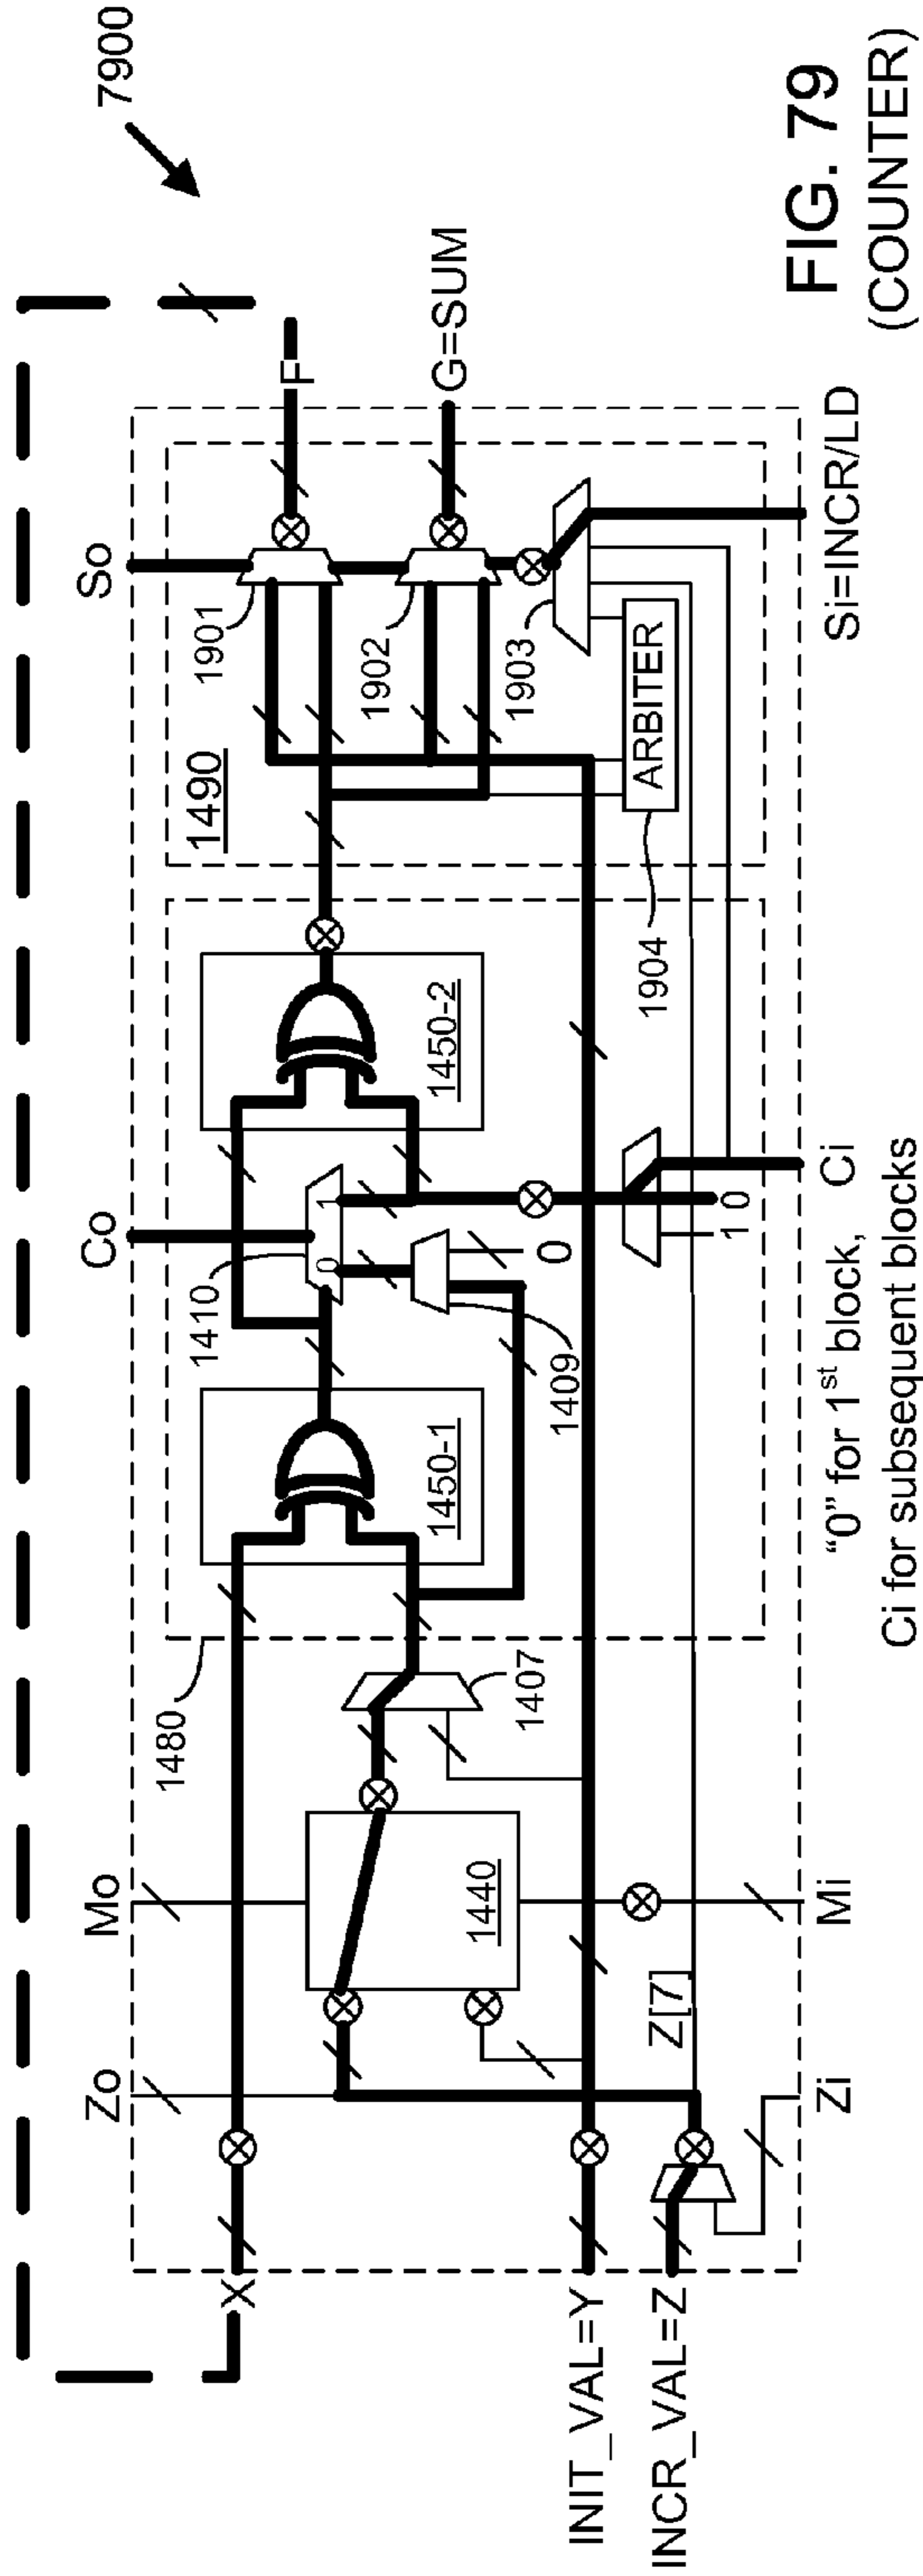 7900
So
Co
Mo
Zo
F
G=SUM
1901
1902
1903
1490
ARBITER
1904
1450-2
1410
0
1
1450-1
0
1409
1 0
1480
1407
1440
Z[7]
X
INIT_VAL=Y
INCR_VAL=Z
Zi
Mi
Ci
Si=INCR/LD
"0" for 1st block,
Ci for subsequent blocks
FIG. 79
(COUNTER)